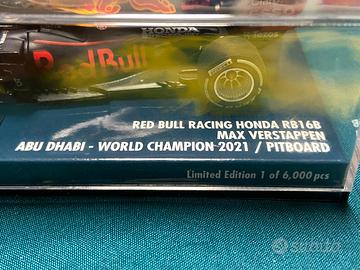 HONDA
Red Bull
RED BULL RACING HONDA RB16B
MAX VERSTAPPEN
ABU DHABI - WORLD CHAMPION 2021 / PITBOARD
Limited Edition 1 of 6,000 pcs
subito